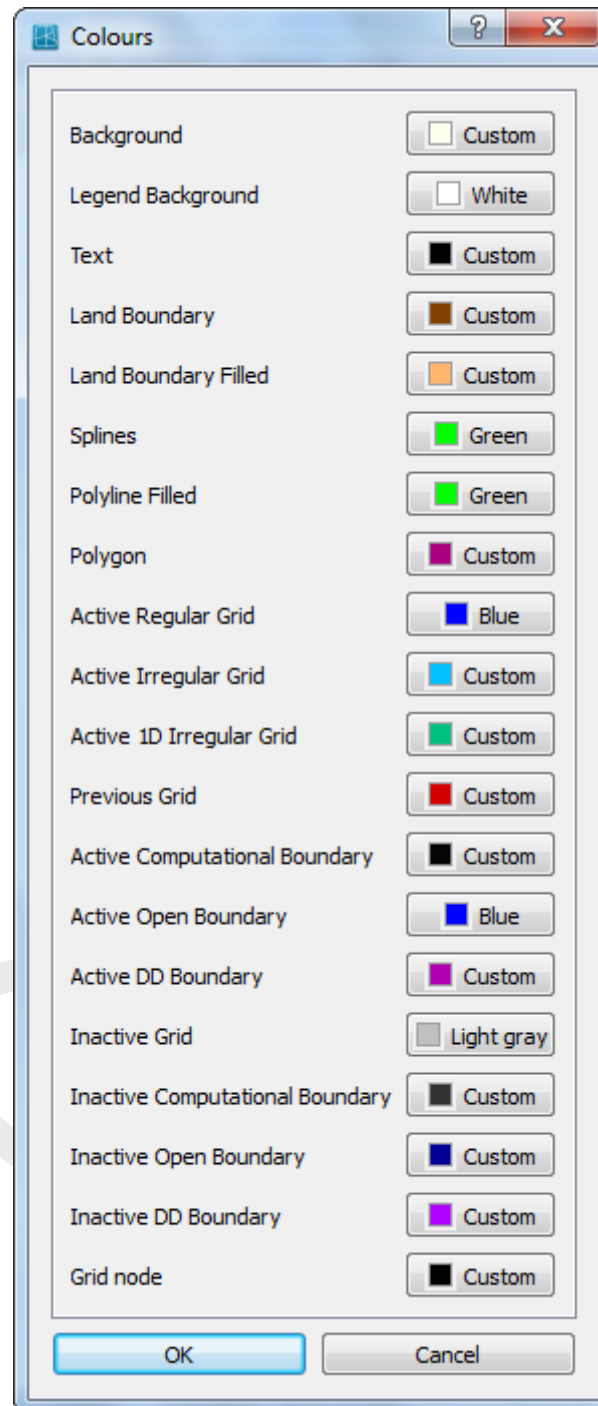 Colours
Background Custom
Legend Background White
Text Custom
Land Boundary Custom
Land Boundary Filled Custom
Splines Green
Polyline Filled Green
Polygon Custom
Active Regular Grid Blue
Active Irregular Grid Custom
Active 1D Irregular Grid Custom
Previous Grid Custom
Active Computational Boundary Custom
Active Open Boundary Blue
Active DD Boundary Custom
Inactive Grid Light gray
Inactive Computational Boundary Custom
Inactive Open Boundary Custom
Inactive DD Boundary Custom
Grid node Custom
OK Cancel